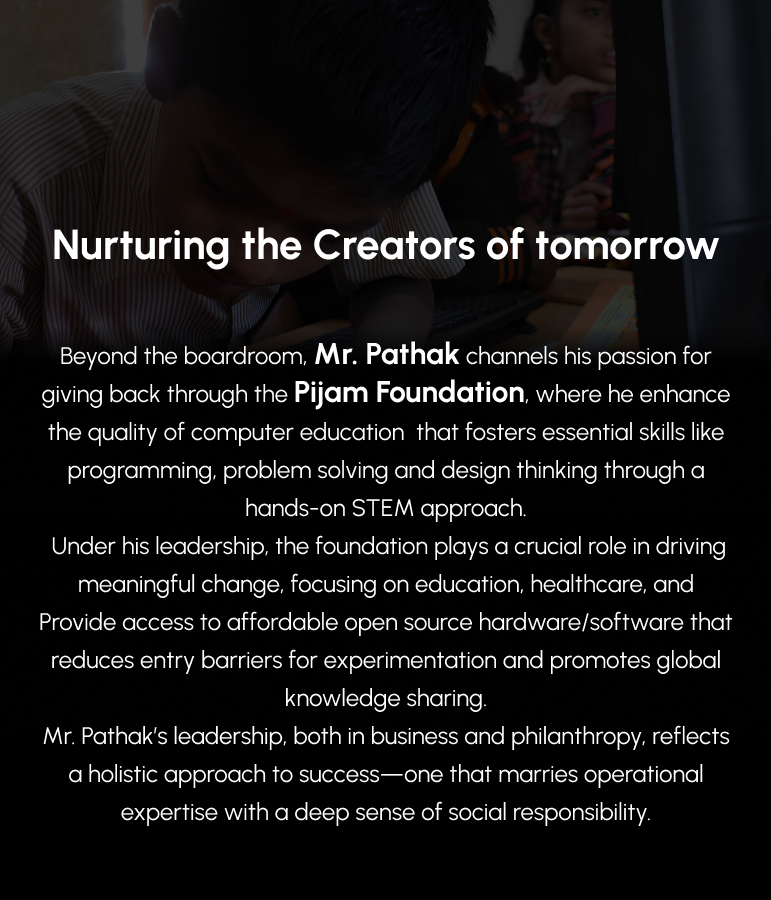 Nurturing the Creators of tomorrow
Beyond the boardroom, Mr. Pathak channels his passion for
giving back through the Pijam Foundation, where he enhance
the quality of computer education  that fosters essential skills like
programming, problem solving and design thinking through a
hands-on STEM approach.
Under his leadership, the foundation plays a crucial role in driving
meaningful change, focusing on education, healthcare, and
Provide access to affordable open source hardware/software that
reduces entry barriers for experimentation and promotes global
knowledge sharing.
Mr. Pathak’s leadership, both in business and philanthropy, reflects
a holistic approach to success—one that marries operational
expertise with a deep sense of social responsibility.